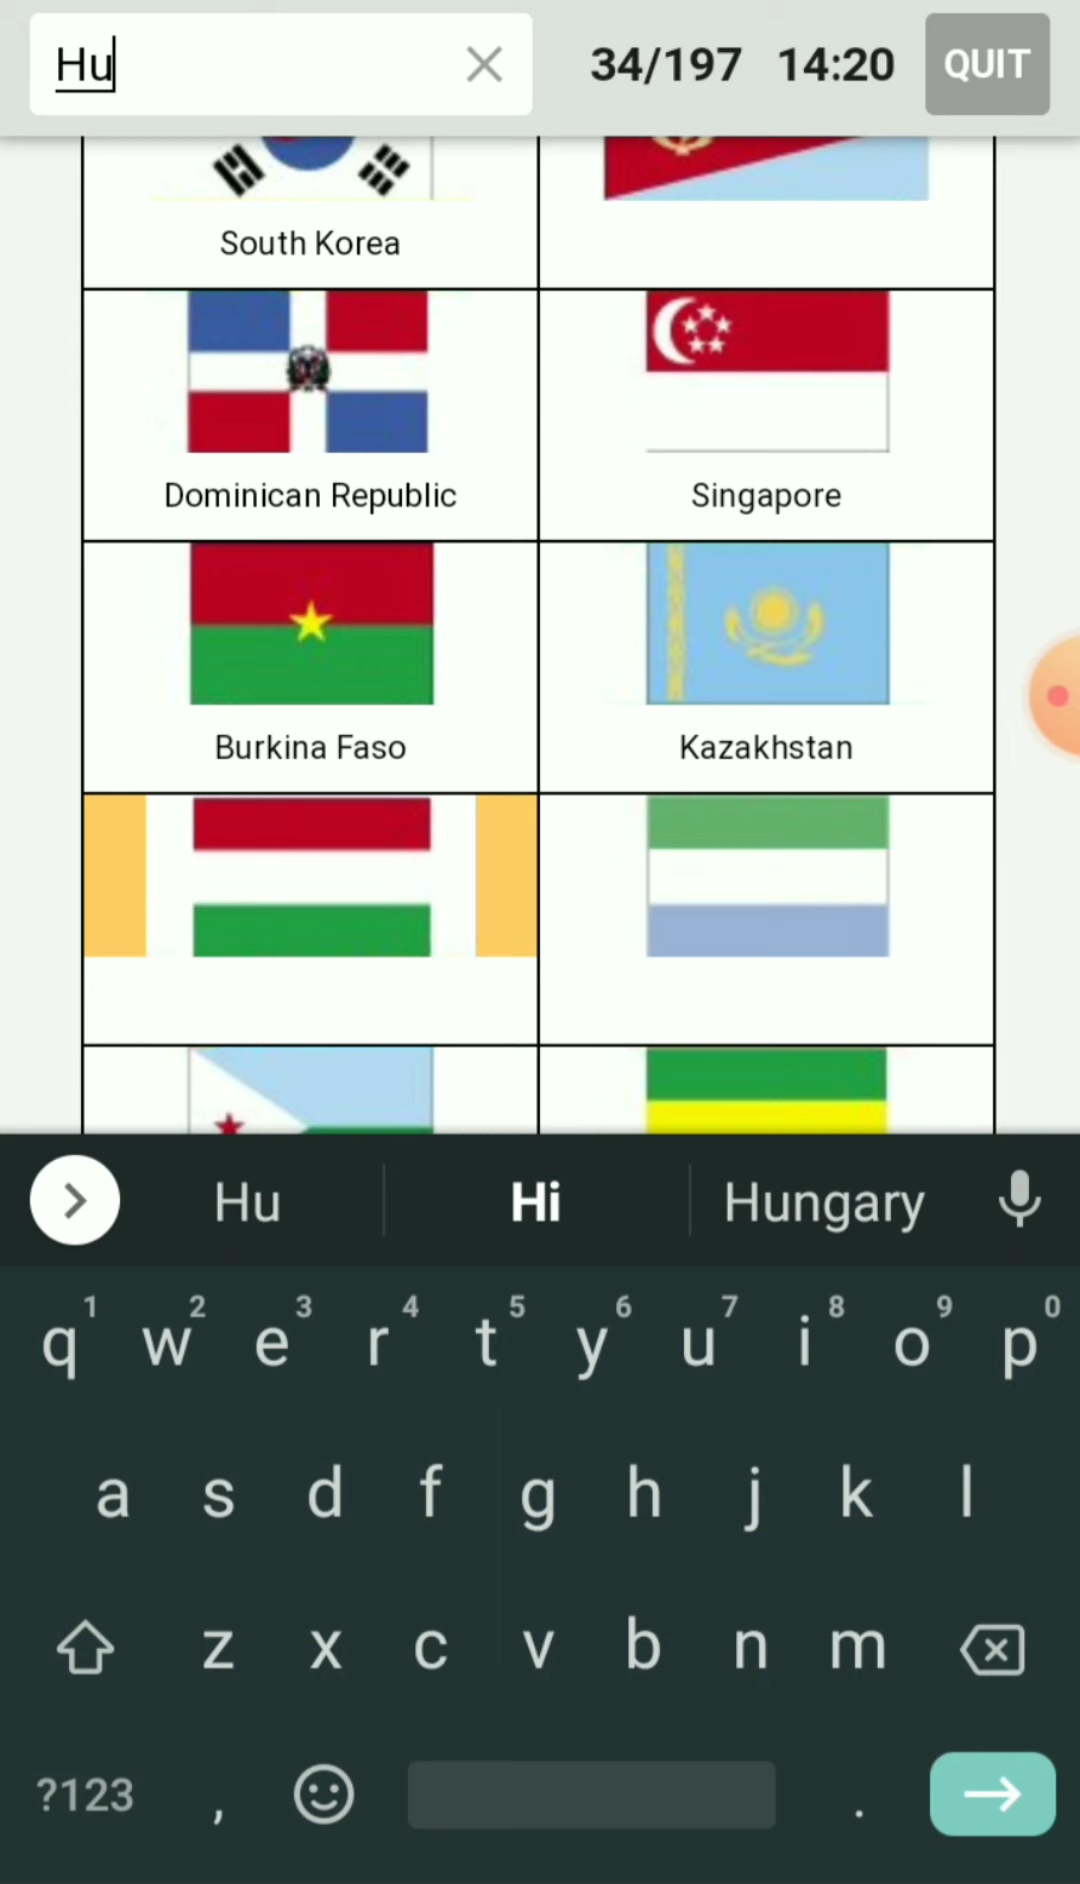 Hu 34/197 14:20 QUIT
South Korea
Dominican Republic Singapore
Burkina Faso Kazakhstan
Hu Hi Hungary
1 2 3 4 5 6 7 8 9 0
q w e r t y u i o p
a s d f g h j k l
z x c v b n m
?123 , .